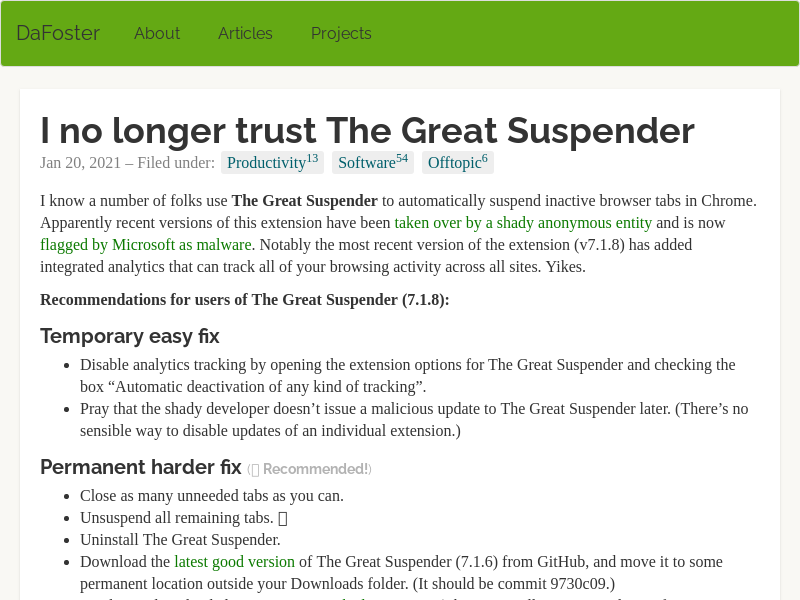 DaFoster About Articles Projects
I no longer trust The Great Suspender
Jan 20, 2021 – Filed under: Productivity13 Software54 Offtopic6
I know a number of folks use The Great Suspender to automatically suspend inactive browser tabs in Chrome.
Apparently recent versions of this extension have been taken over by a shady anonymous entity and is now
flagged by Microsoft as malware. Notably the most recent version of the extension (v7.1.8) has added
integrated analytics that can track all of your browsing activity across all sites. Yikes.
Recommendations for users of The Great Suspender (7.1.8):
Temporary easy fix
• Disable analytics tracking by opening the extension options for The Great Suspender and checking the
box “Automatic deactivation of any kind of tracking”.
• Pray that the shady developer doesn’t issue a malicious update to The Great Suspender later. (There’s no
sensible way to disable updates of an individual extension.)
Permanent harder fix (Recommended!)
• Close as many unneeded tabs as you can.
• Unsuspend all remaining tabs.
• Uninstall The Great Suspender.
• Download the latest good version of The Great Suspender (7.1.6) from GitHub, and move it to some
permanent location outside your Downloads folder. (It should be commit 9730c09.)